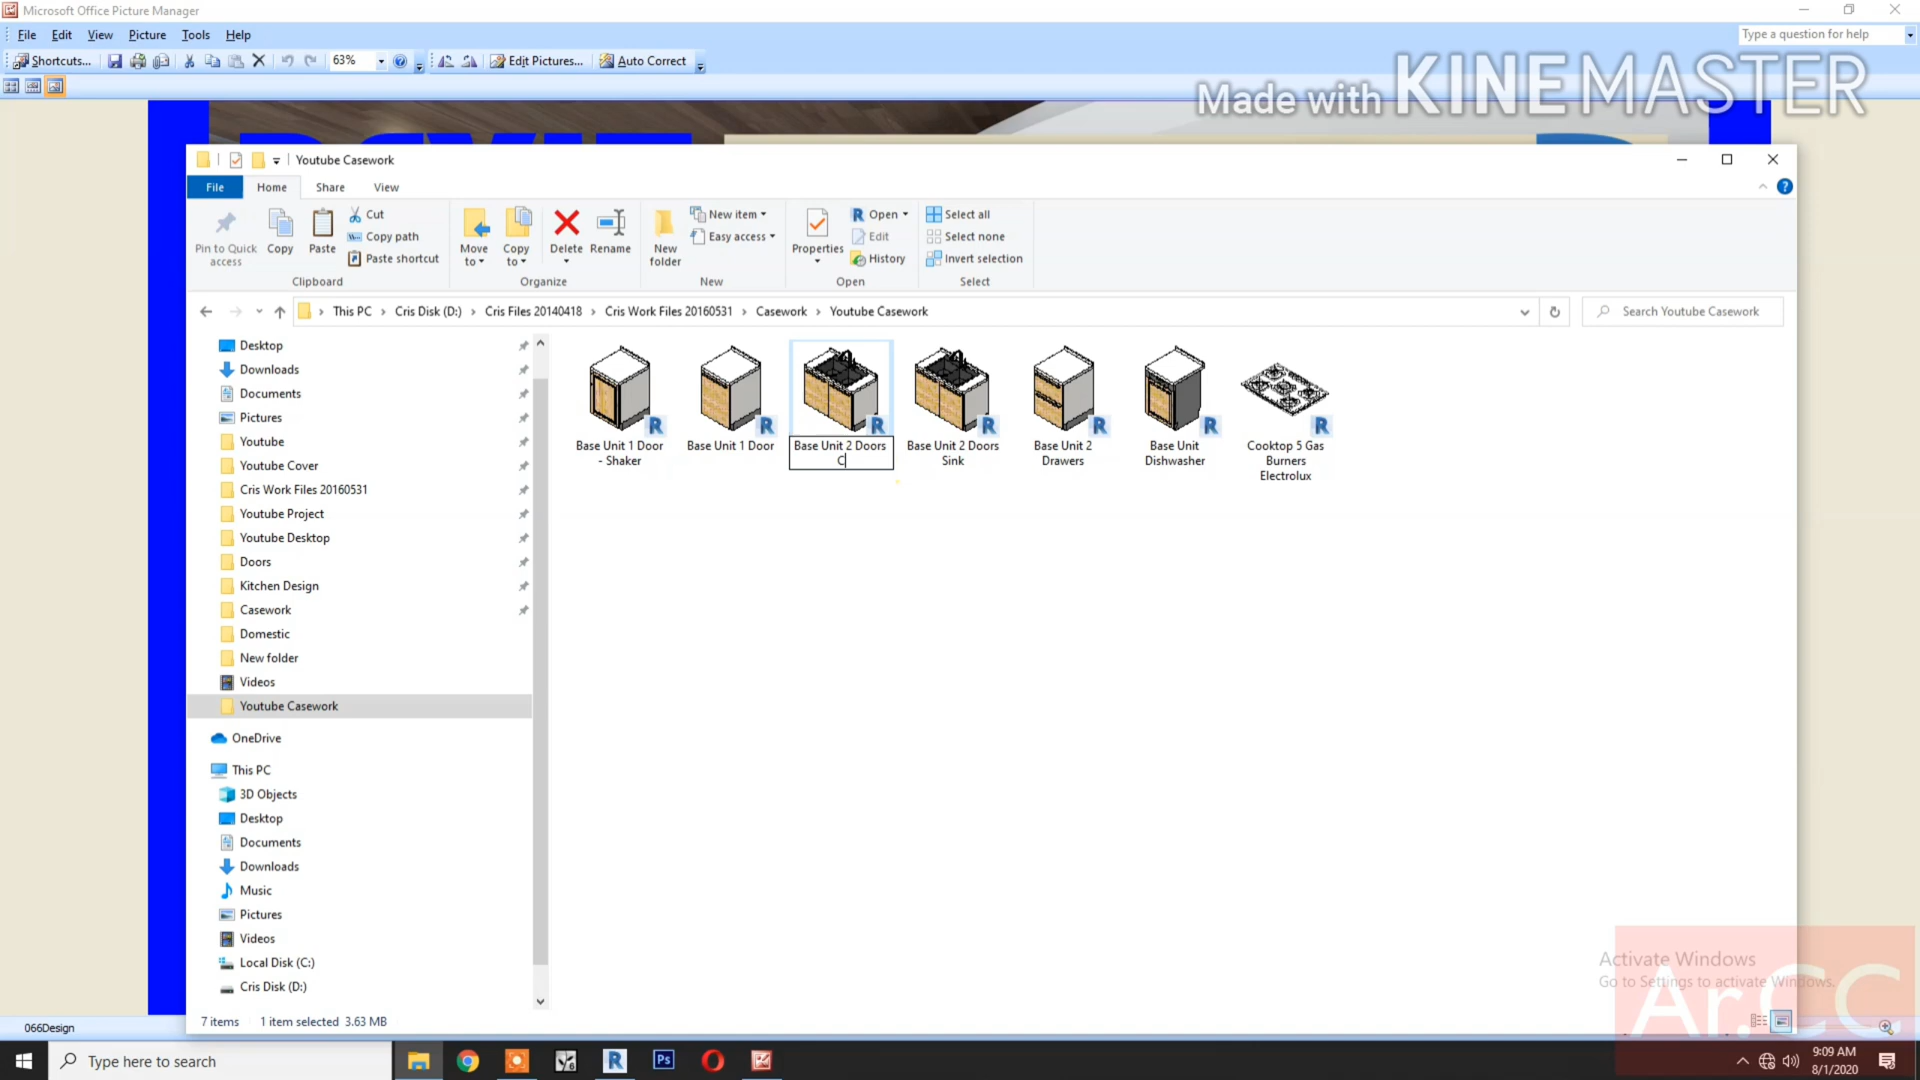 Microsoft Office Picture Manager
File Edit View Picture Tools Help
Type a question for help
Shortcuts... 63% Edit Pictures... Auto Correct
Made with KINEMASTER
Youtube Casework
File Home Share View
Pin to Quick access
Copy
Paste
Cut
Copy path
Paste shortcut
Clipboard
Move to
Copy to
Delete
Rename
Organize
New folder
New item
Easy access
New
Properties
Open
Edit
History
Open
Select all
Select none
Invert selection
Select
This PC > Cris Disk (D:) > Cris Files 20140418 > Cris Work Files 20160531 > Casework > Youtube Casework
Search Youtube Casework
Desktop
Downloads
Documents
Pictures
Youtube
Youtube Cover
Cris Work Files 20160531
Youtube Project
Youtube Desktop
Doors
Kitchen Design
Casework
Domestic
New folder
Videos
Youtube Casework
OneDrive
This PC
3D Objects
Desktop
Documents
Downloads
Music
Pictures
Videos
Local Disk (C:)
Cris Disk (D:)
Base Unit 1 Door
- Shaker
Base Unit 1 Door
Base Unit 2 Doors
C
Base Unit 2 Doors
Sink
Base Unit 2
Drawers
Base Unit
Dishwasher
Cooktop 5 Gas
Burners
Electrolux
7 items 1 item selected 3.63 MB
Activate Windows
Go to Settings to activate Windows.
Ar.CC
066Design
Type here to search
9:09 AM
8/1/2020